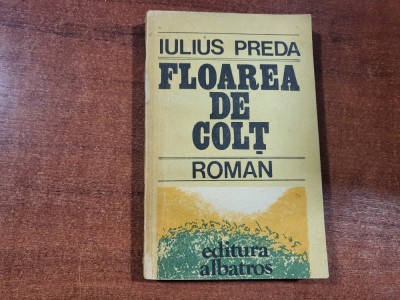 IULIUS PREDA
FLOAREA
DE
COLȚ
ROMAN
editura
albatros